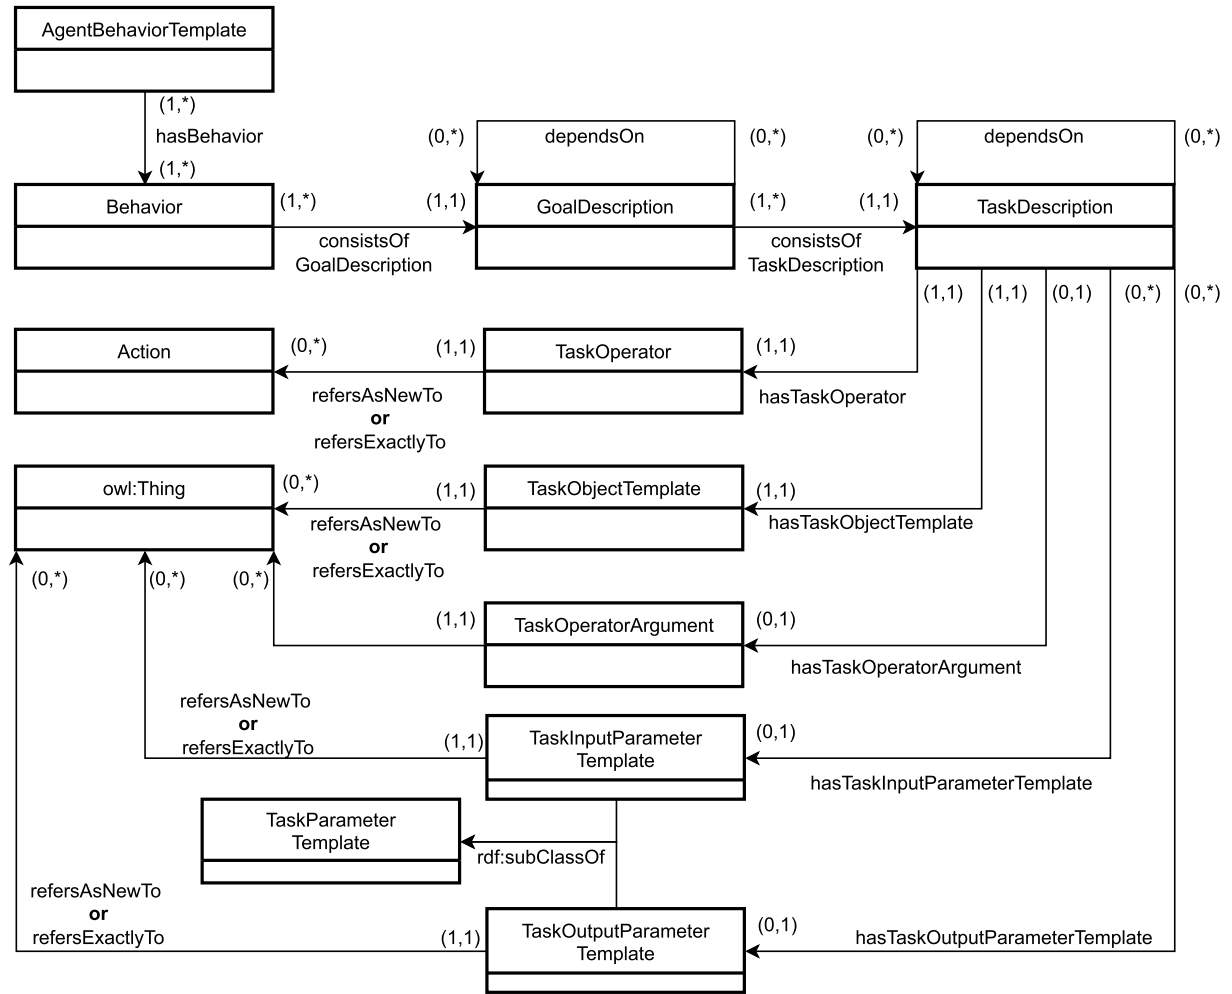 AgentBehaviorTemplate
(1,*)
hasBehavior
(1,*)
(0,*)
dependsOn
(0,*)
(0,*)
dependsOn
(0,*)
Behavior
(1,*)
(1,1)
GoalDescription
(1,*)
(1,1)
TaskDescription
consistsOf
GoalDescription
consistsOf
TaskDescription
(1,1)
(1,1)
(0,1)
(0,*)
(0,*)
Action
(0,*)
(1,1)
TaskOperator
(1,1)
refersAsNewTo
or
refersExactlyTo
hasTaskOperator
owl:Thing
(0,*)
(1,1)
TaskObjectTemplate
(1,1)
refersAsNewTo
or
refersExactlyTo
hasTaskObjectTemplate
(0,*)
(0,*)
(0,*)
(1,1)
TaskOperatorArgument
(0,1)
hasTaskOperatorArgument
refersAsNewTo
or
refersExactlyTo
(1,1)
TaskInputParameter
Template
(0,1)
hasTaskInputParameterTemplate
TaskParameter
Template
rdf:subClassOf
refersAsNewTo
or
refersExactlyTo
(1,1)
TaskOutputParameter
Template
(0,1)
hasTaskOutputParameterTemplate